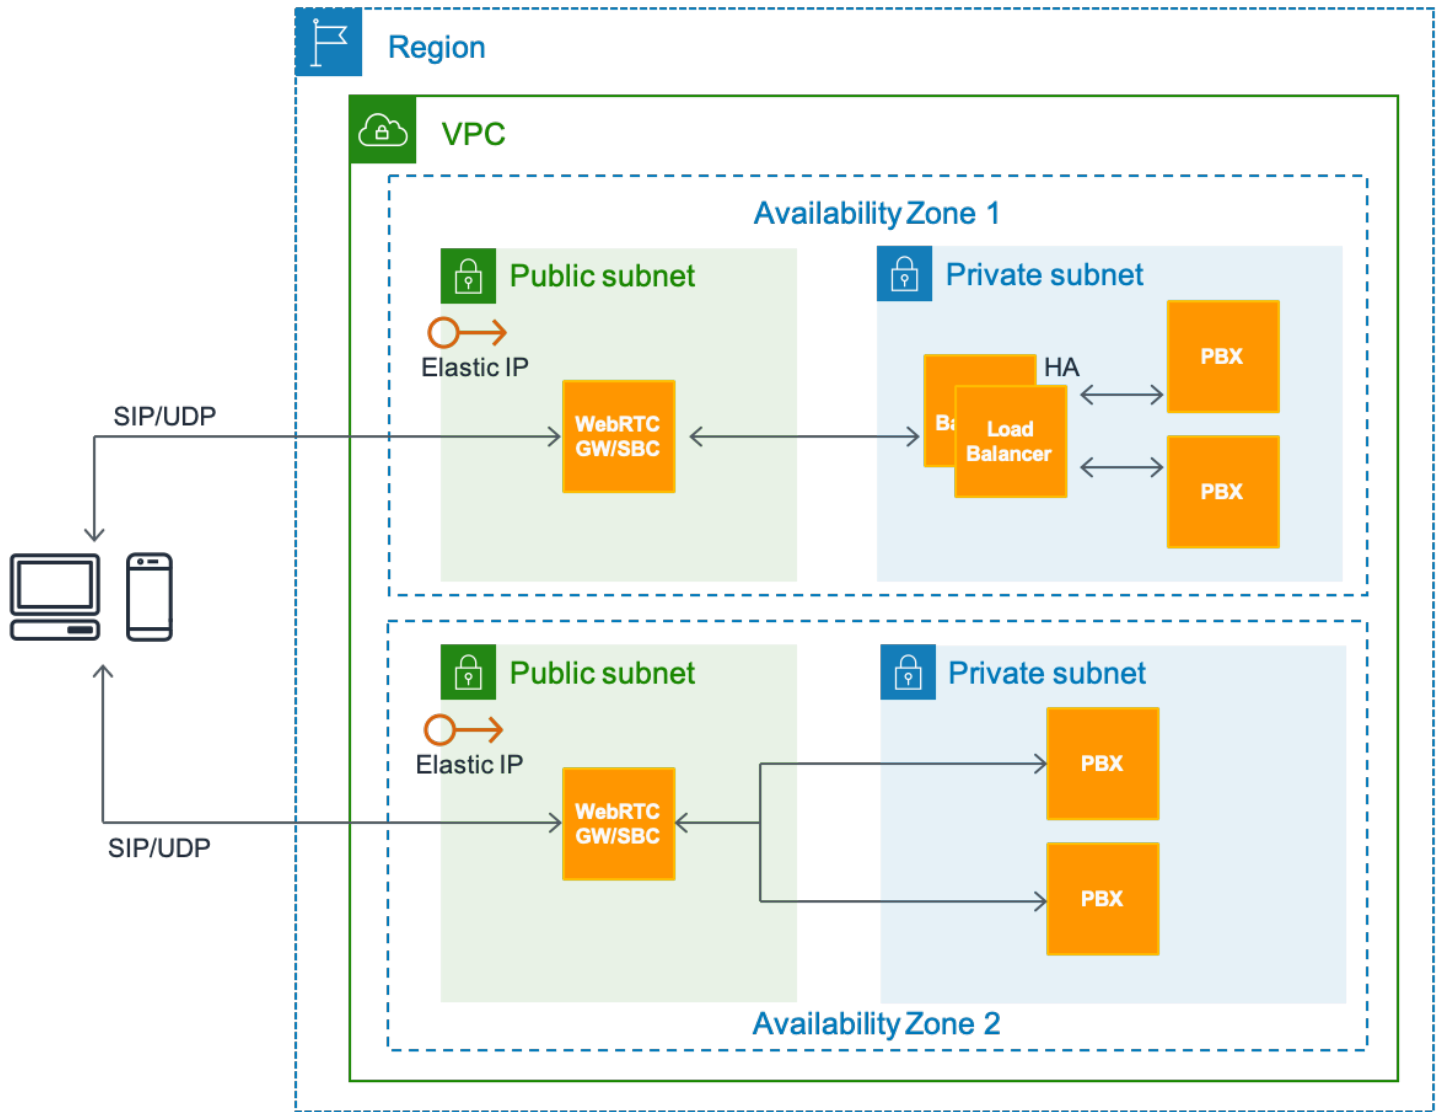 Region
VPC
Availability Zone 1
Public subnet
Private subnet
Elastic IP
HA
PBX
SIP/UDP
WebRTC
GW/SBC
Ba
Load
Balancer
PBX
Public subnet
Private subnet
Elastic IP
PBX
WebRTC
GW/SBC
SIP/UDP
PBX
Availability Zone 2